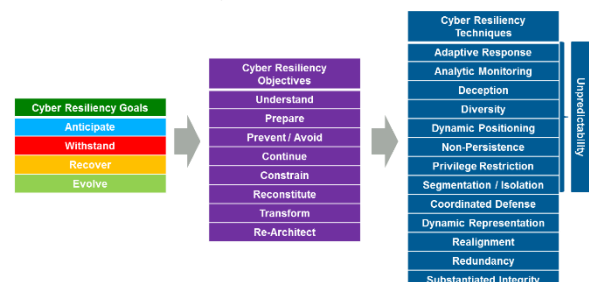 Cyber Resiliency Goals
Anticipate
Withstand
Recover
Evolve
Cyber Resiliency
Objectives
Understand
Prepare
Prevent / Avoid
Continue
Constrain
Reconstitute
Transform
Re-Architect
Cyber Resiliency
Techniques
Adaptive Response
Analytic Monitoring
Deception
Diversity
Dynamic Positioning
Non-Persistence
Privilege Restriction
Segmentation / Isolation
Coordinated Defense
Dynamic Representation
Realignment
Redundancy
Substantiated Integrity
Unpredictability